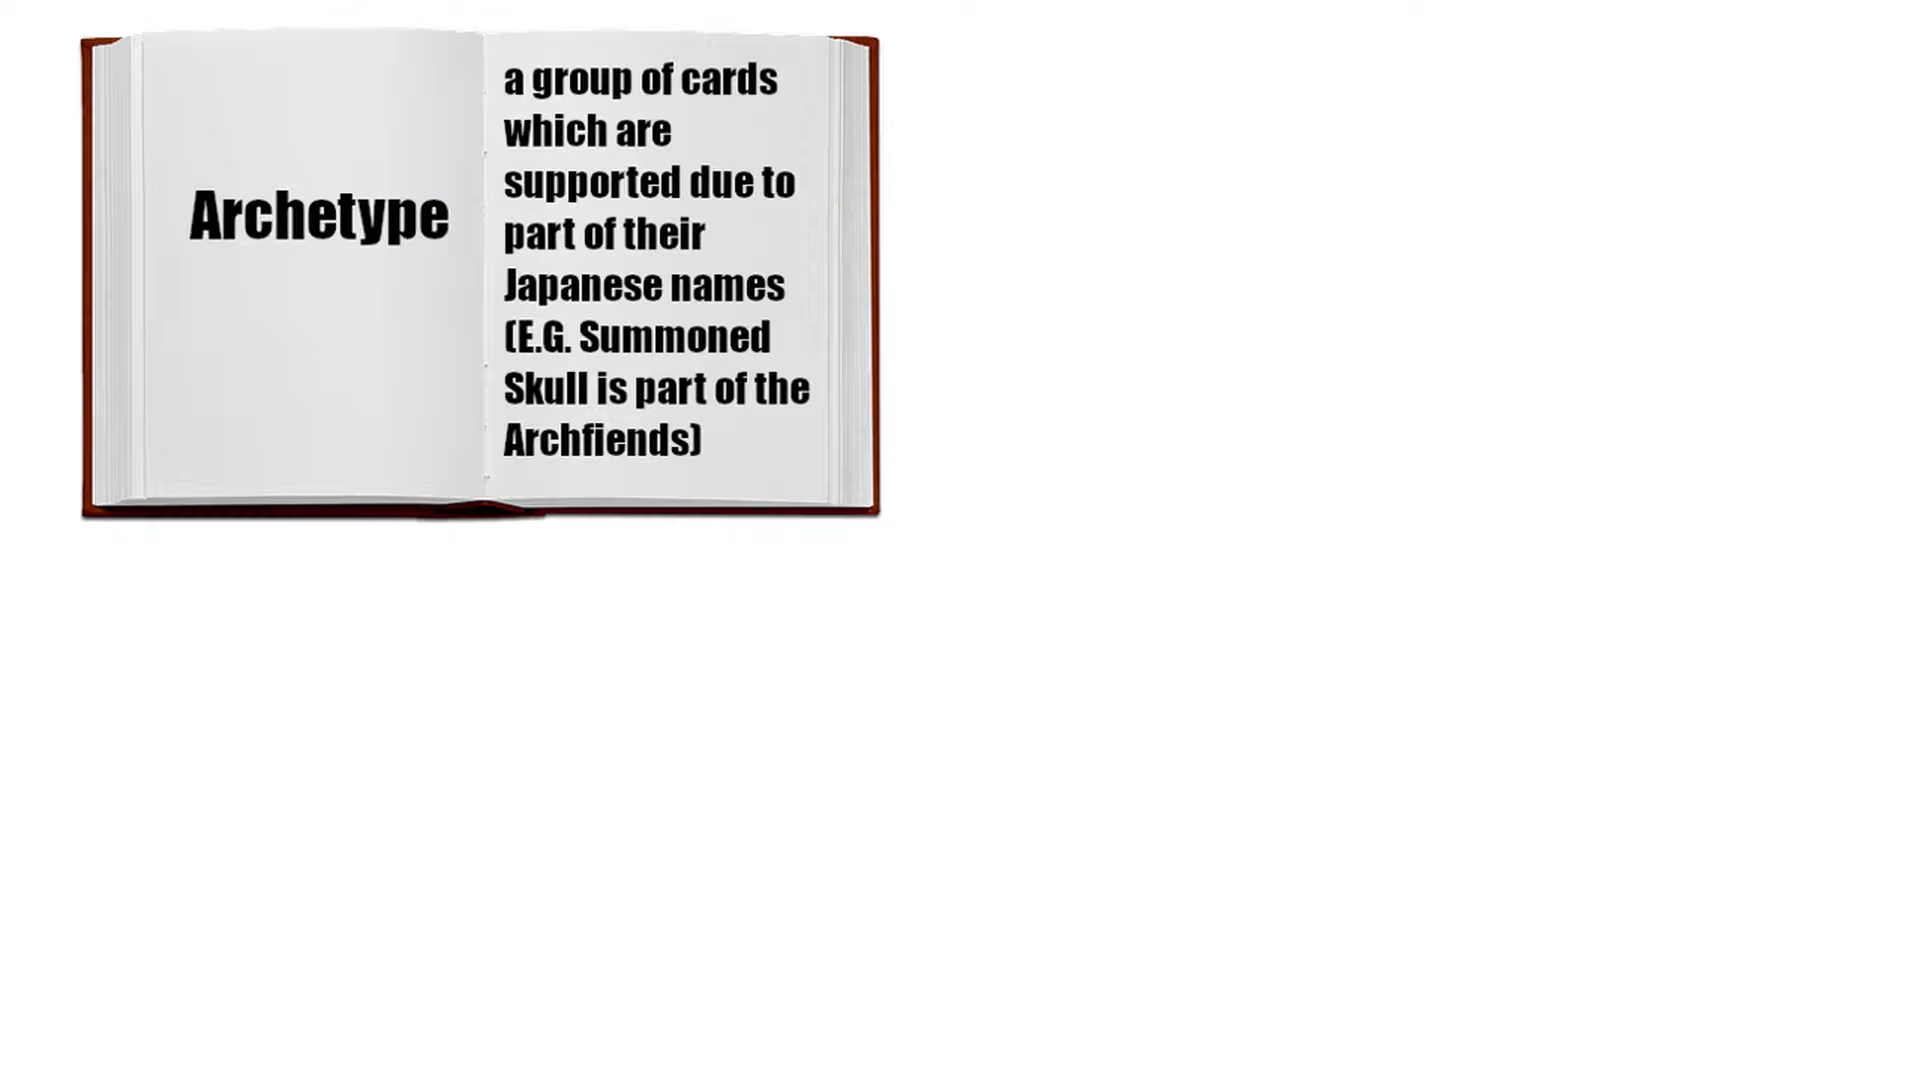 Archetype
a group of cards
which are
supported due to
part of their
Japanese names
(E.G. Summoned
Skull is part of the
Archfiends)